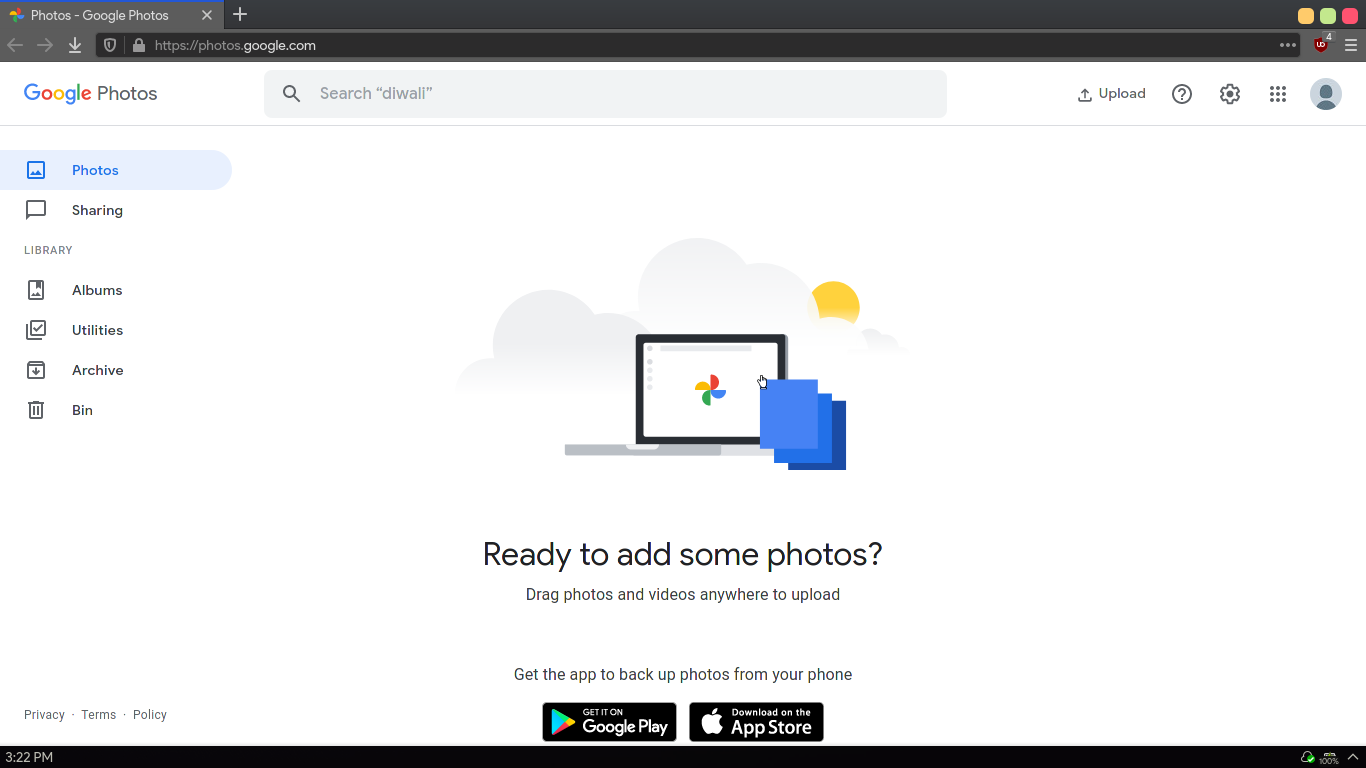 Photos - Google Photos
https://photos.google.com
4
Google Photos
Search “diwali”
Upload
Photos
Sharing
LIBRARY
Albums
Utilities
Archive
Bin
Ready to add some photos?
Drag photos and videos anywhere to upload
Get the app to back up photos from your phone
GET IT ON
Google Play
Download on the
App Store
Privacy · Terms · Policy
3:22 PM
100%